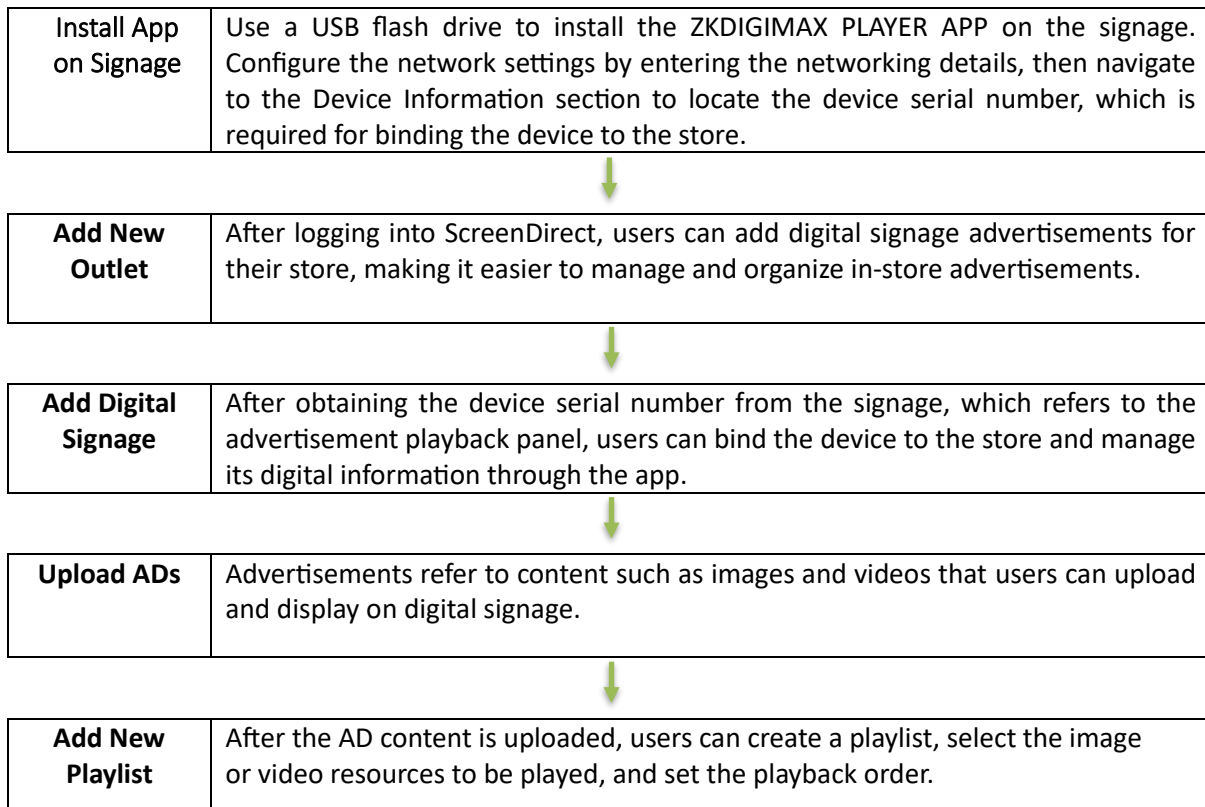 Install App
on Signage
Use a USB flash drive to install the ZKDIGIMAX PLAYER APP on the signage.
Configure the network settings by entering the networking details, then navigate
to the Device Information section to locate the device serial number, which is
required for binding the device to the store.
Add New
Outlet
After logging into ScreenDirect, users can add digital signage advertisements for
their store, making it easier to manage and organize in-store advertisements.
Add Digital
Signage
After obtaining the device serial number from the signage, which refers to the
advertisement playback panel, users can bind the device to the store and manage
its digital information through the app.
Upload ADs
Advertisements refer to content such as images and videos that users can upload
and display on digital signage.
Add New
Playlist
After the AD content is uploaded, users can create a playlist, select the image
or video resources to be played, and set the playback order.